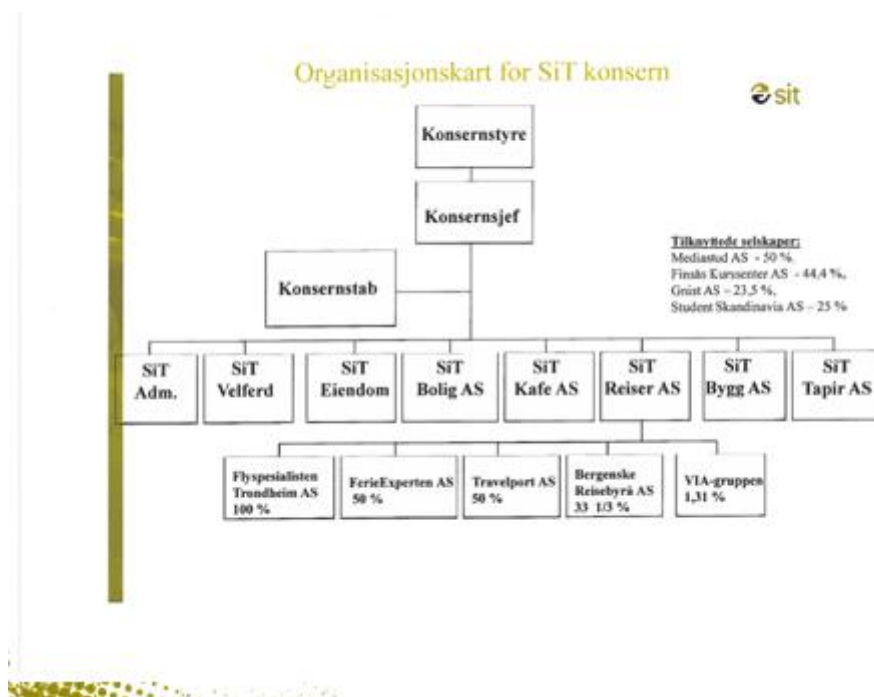 Organisasjonskart for SiT konsern
sit
Konsernstyre
Konsernsjef
Konsernstab
Tilknyttede selskaper:
Mediastud AS - 50 %.
Finsås Kurssenter AS - 44,4 %,
Gnist AS – 23,5 %,
Student Skandinavia AS – 25 %
SiT
Adm.
SiT
Velferd
SiT
Eiendom
SiT
Bolig AS
SiT
Kafe AS
SiT
Reiser AS
SiT
Bygg AS
SiT
Tapir AS
Flyspesialisten
Trondheim AS
100 %
FerieExperten AS
50 %
Travelport AS
50 %
Bergenske
Reisebyrå AS
33 1/3 %
VIA-gruppen
1,31 %